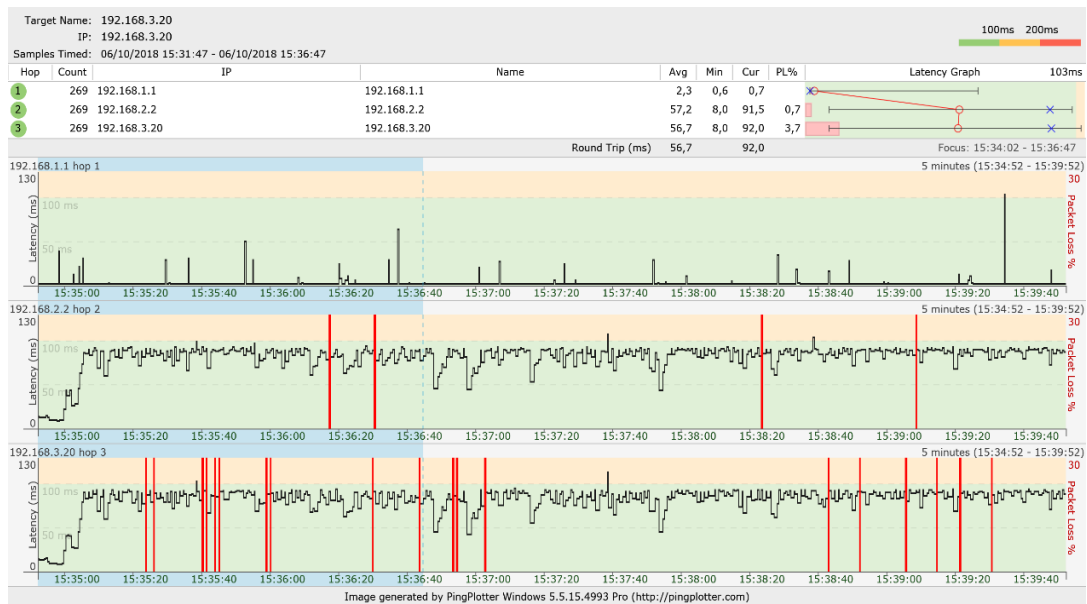 Target Name: 192.168.3.20
IP: 192.168.3.20
Samples Timed: 06/10/2018 15:31:47 - 06/10/2018 15:36:47
100ms 200ms
Hop Count IP Name Avg Min Cur PL% Latency Graph 103ms
1 269 192.168.1.1 192.168.1.1 2,3 0,6 0,7
2 269 192.168.2.2 192.168.2.2 57,2 8,0 91,5 0,7
3 269 192.168.3.20 192.168.3.20 56,7 8,0 92,0 3,7
Round Trip (ms) 56,7 92,0 Focus: 15:34:02 - 15:36:47
192.168.1.1 hop 1 5 minutes (15:34:52 - 15:39:52)
130 30
Latency (ms) Packet Loss %
100 ms
50 ms
0
15:35:00 15:35:20 15:35:40 15:36:00 15:36:20 15:36:40 15:37:00 15:37:20 15:37:40 15:38:00 15:38:20 15:38:40 15:39:00 15:39:20 15:39:40
192.168.2.2 hop 2 5 minutes (15:34:52 - 15:39:52)
130 30
Latency (ms) Packet Loss %
100 ms
50 ms
0
15:35:00 15:35:20 15:35:40 15:36:00 15:36:20 15:36:40 15:37:00 15:37:20 15:37:40 15:38:00 15:38:20 15:38:40 15:39:00 15:39:20 15:39:40
192.168.3.20 hop 3 5 minutes (15:34:52 - 15:39:52)
130 30
Latency (ms) Packet Loss %
100 ms
50 ms
0
15:35:00 15:35:20 15:35:40 15:36:00 15:36:20 15:36:40 15:37:00 15:37:20 15:37:40 15:38:00 15:38:20 15:38:40 15:39:00 15:39:20 15:39:40
Image generated by PingPlotter Windows 5.5.15.4993 Pro (http://pingplotter.com)